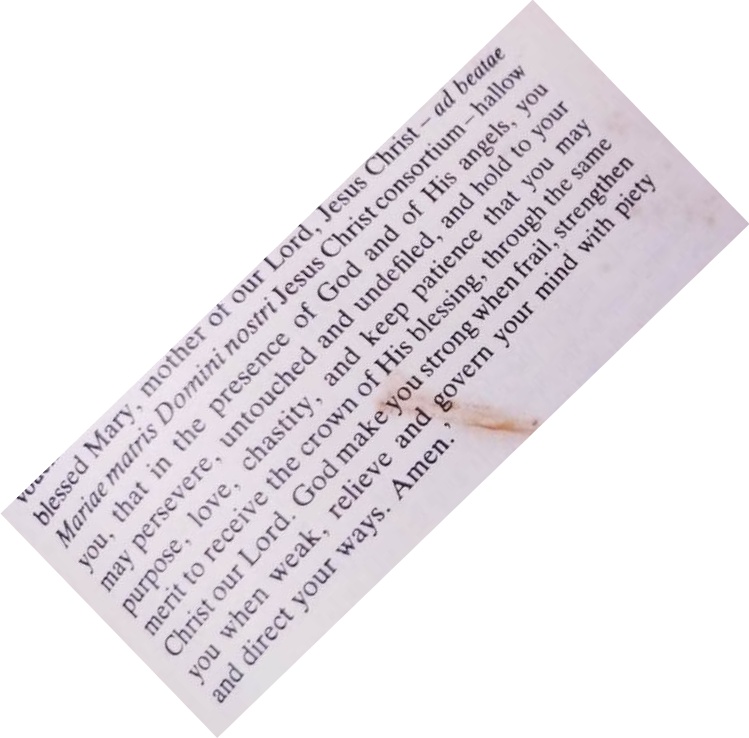 blessed Mary, mother of our Lord, Jesus Christ – ad beatae
Mariae matris Domini nostri Jesus Christ consortium – hallow
you, that in the presence of God and of His angels, you
may persevere, untouched and undefiled, and hold to your
purpose, love, chastity, and keep patience that you may
merit to receive the crown of His blessing, through the same
Christ our Lord. God make you strong when frail, strengthen
you when weak, relieve and govern your mind with piety
and direct your ways. Amen.’